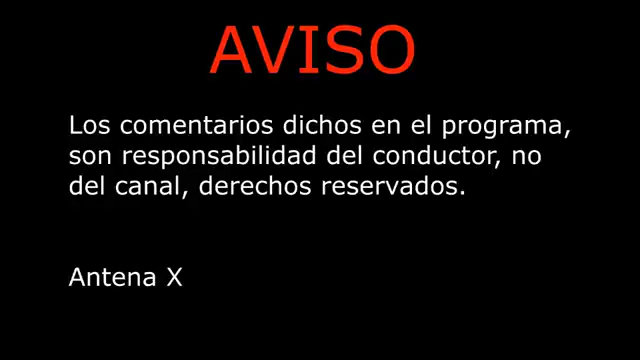 AVISO
Los comentarios dichos en el programa,
son responsabilidad del conductor, no
del canal, derechos reservados.
Antena X